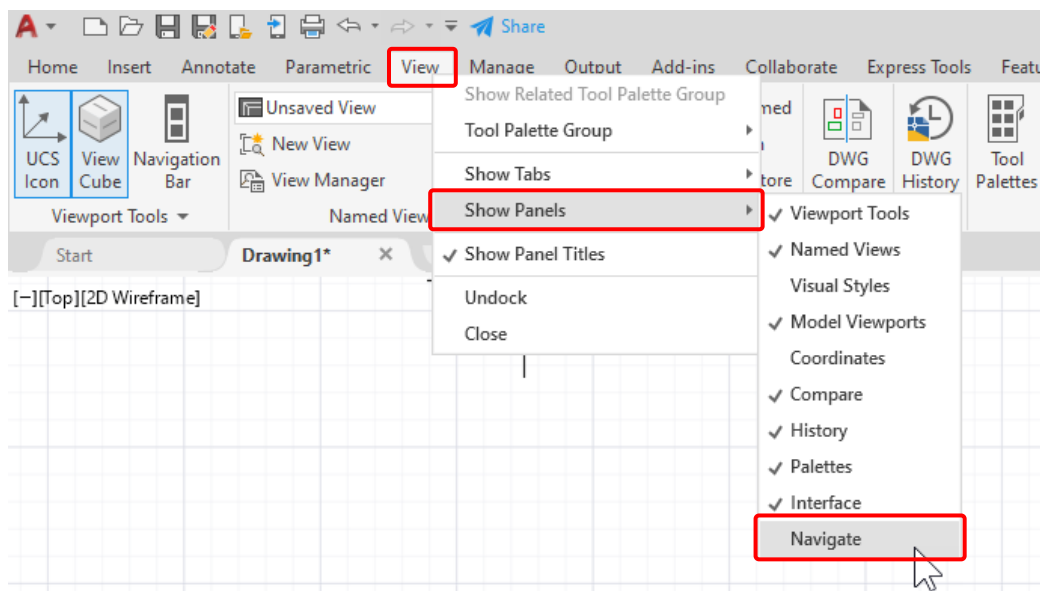 A
Share
Home Insert Annotate Parametric View Manage Output Add-ins Collaborate Express Tools Featu
UCS Icon
View Cube
Navigation Bar
Viewport Tools
Unsaved View
New View
View Manager
Named View
Show Related Tool Palette Group
Tool Palette Group
Show Tabs
Show Panels
Show Panel Titles
Undock
Close
DWG Compare
DWG History
Tool Palettes
Viewport Tools
Named Views
Visual Styles
Model Viewports
Coordinates
Compare
History
Palettes
Interface
Navigate
Start
Drawing1*
[−][Top][2D Wireframe]